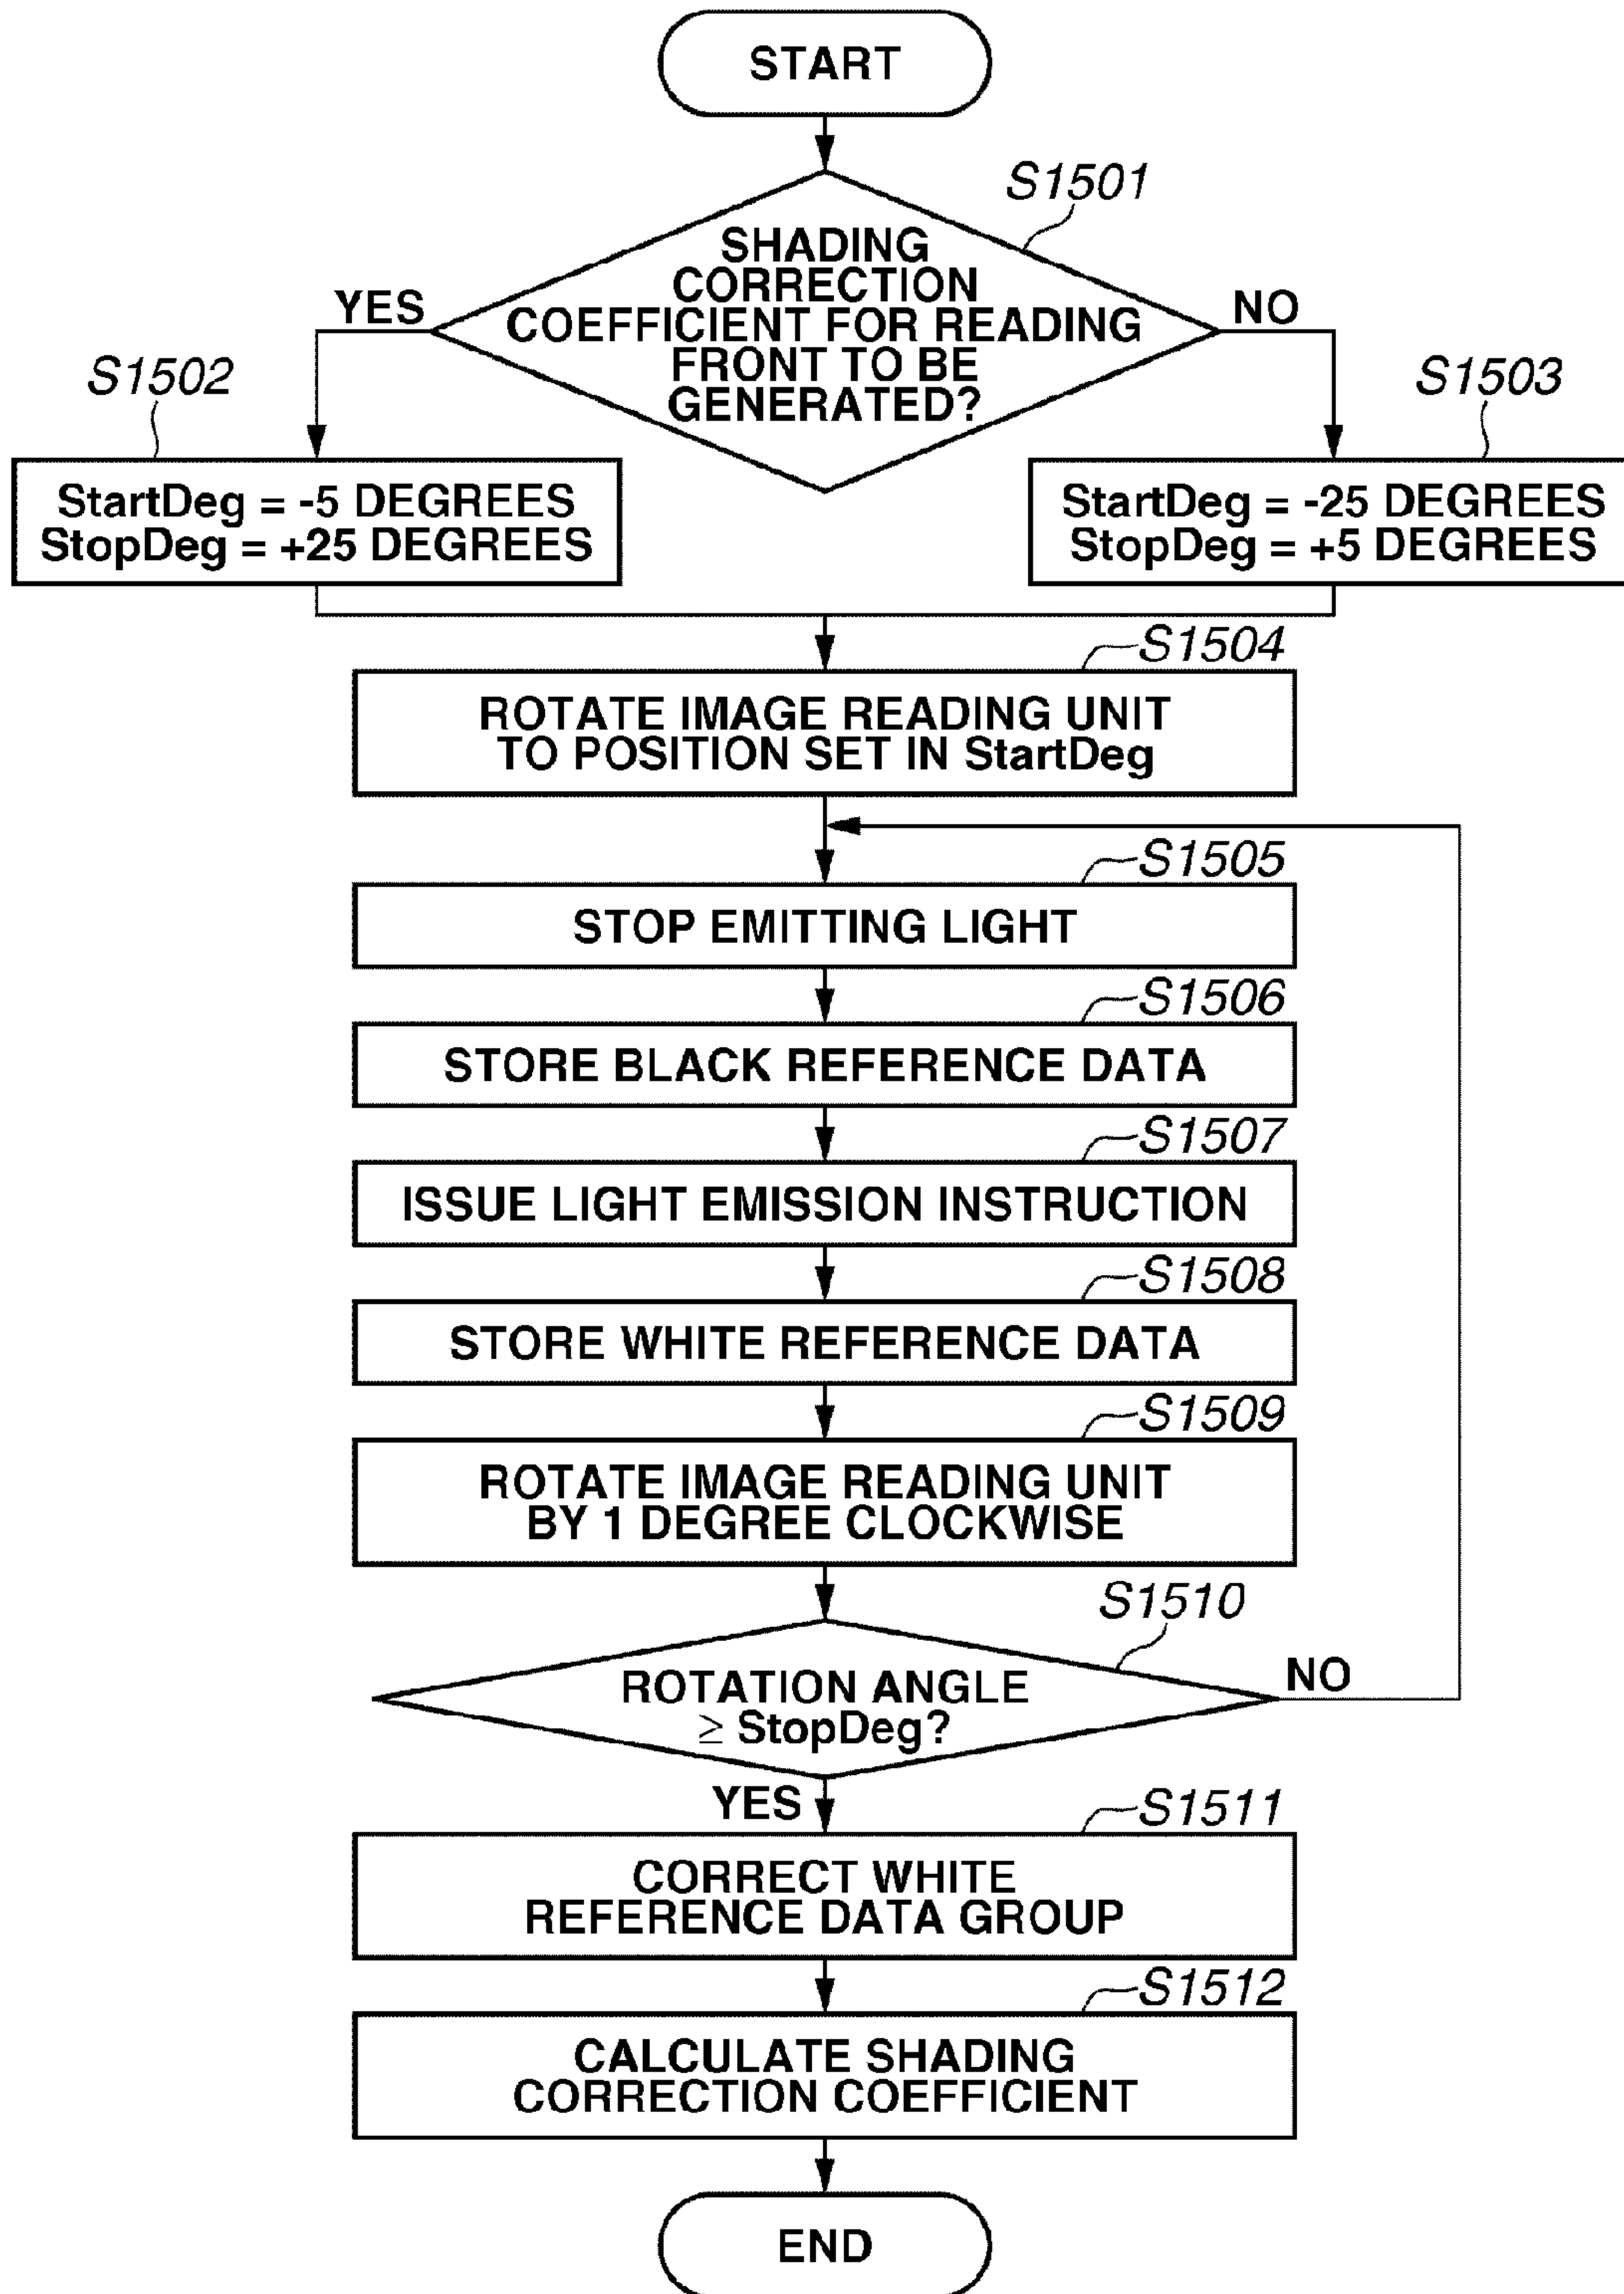 START
S1501
SHADING
CORRECTION
COEFFICIENT FOR READING
FRONT TO BE
GENERATED?
YES
NO
S1502
S1503
StartDeg = -5 DEGREES
StopDeg = +25 DEGREES
StartDeg = -25 DEGREES
StopDeg = +5 DEGREES
S1504
ROTATE IMAGE READING UNIT
TO POSITION SET IN StartDeg
S1505
STOP EMITTING LIGHT
S1506
STORE BLACK REFERENCE DATA
S1507
ISSUE LIGHT EMISSION INSTRUCTION
S1508
STORE WHITE REFERENCE DATA
S1509
ROTATE IMAGE READING UNIT
BY 1 DEGREE CLOCKWISE
S1510
ROTATION ANGLE
≥ StopDeg?
NO
YES
S1511
CORRECT WHITE
REFERENCE DATA GROUP
S1512
CALCULATE SHADING
CORRECTION COEFFICIENT
END